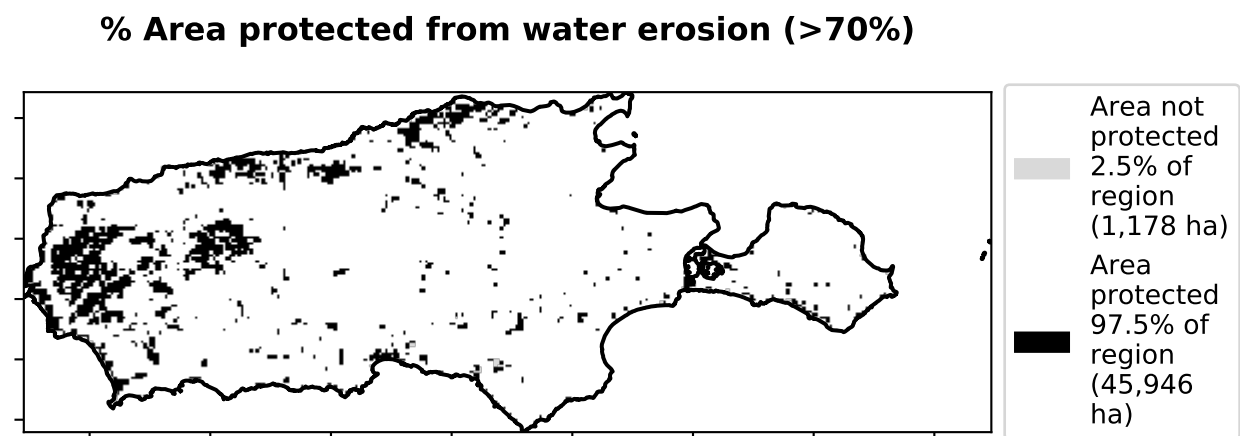 % Area protected from water erosion (>70%)
Area not
protected
2.5% of
region
(1,178 ha)
Area
protected
97.5% of
region
(45,946
ha)